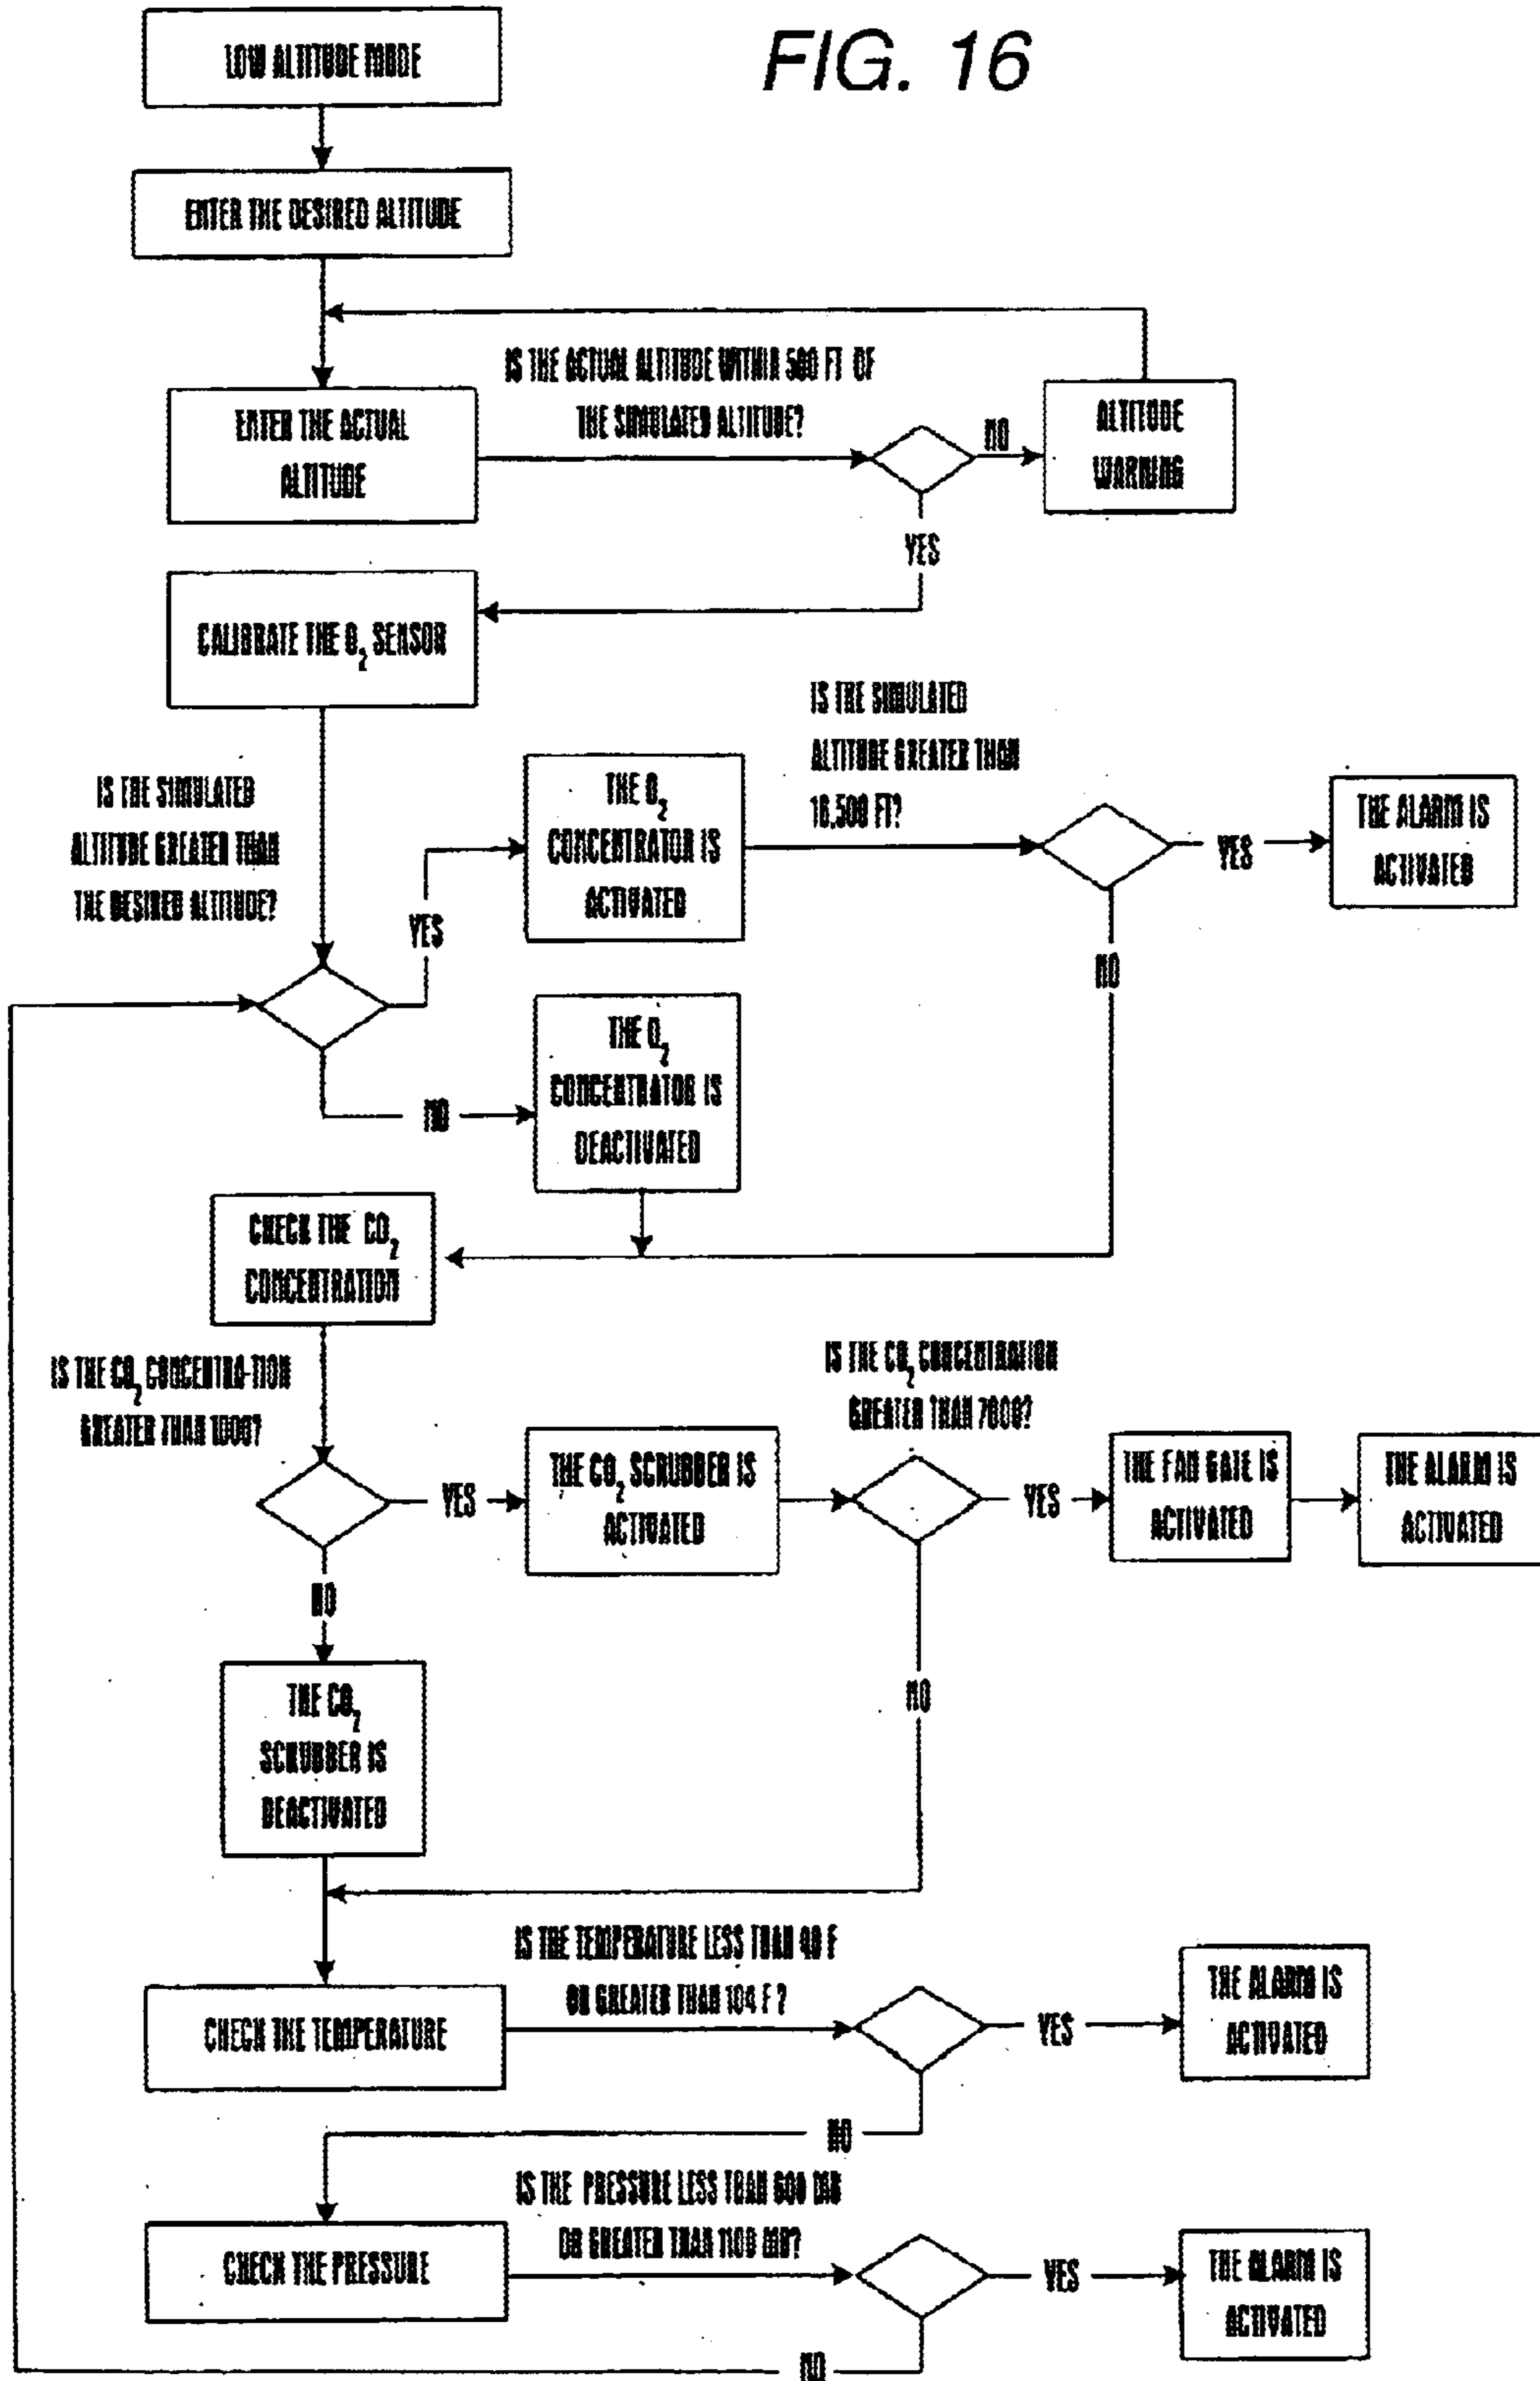 FIG. 16
LOW ALTITUDE MODE
ENTER THE DESIRED ALTITUDE
IS THE ACTUAL ALTITUDE WITHIN 500 FT OF
THE SIMULATED ALTITUDE?
ENTER THE ACTUAL
ALTITUDE
NO
ALTITUDE
WARNING
YES
CALIBRATE THE O2 SENSOR
IS THE SIMULATED
ALTITUDE GREATER THAN
THE DESIRED ALTITUDE?
YES
THE O2
CONCENTRATOR IS
ACTIVATED
IS THE SIMULATED
ALTITUDE GREATER THAN
FT?
YES
THE ALARM IS
ACTIVATED
NO
NO
THE O2
CONCENTRATOR IS
DEACTIVATED
CHECK THE CO2
CONCENTRATION
IS THE CO2 CONCENTRA-TION
GREATER THAN 1000?
YES
THE CO2 SCRUBBER IS
ACTIVATED
IS THE CO2 CONCENTRATION
GREATER THAN 7000?
YES
THE FAN GATE IS
ACTIVATED
THE ALARM IS
ACTIVATED
NO
NO
THE CO2
SCRUBBER IS
DEACTIVATED
IS THE TEMPERATURE LESS THAN F
OR GREATER THAN 104 F ?
CHECK THE TEMPERATURE
YES
THE ALARM IS
ACTIVATED
NO
IS THE PRESSURE LESS THAN 600 MB
OR GREATER THAN 1100 MB?
CHECK THE PRESSURE
YES
THE ALARM IS
ACTIVATED
NO